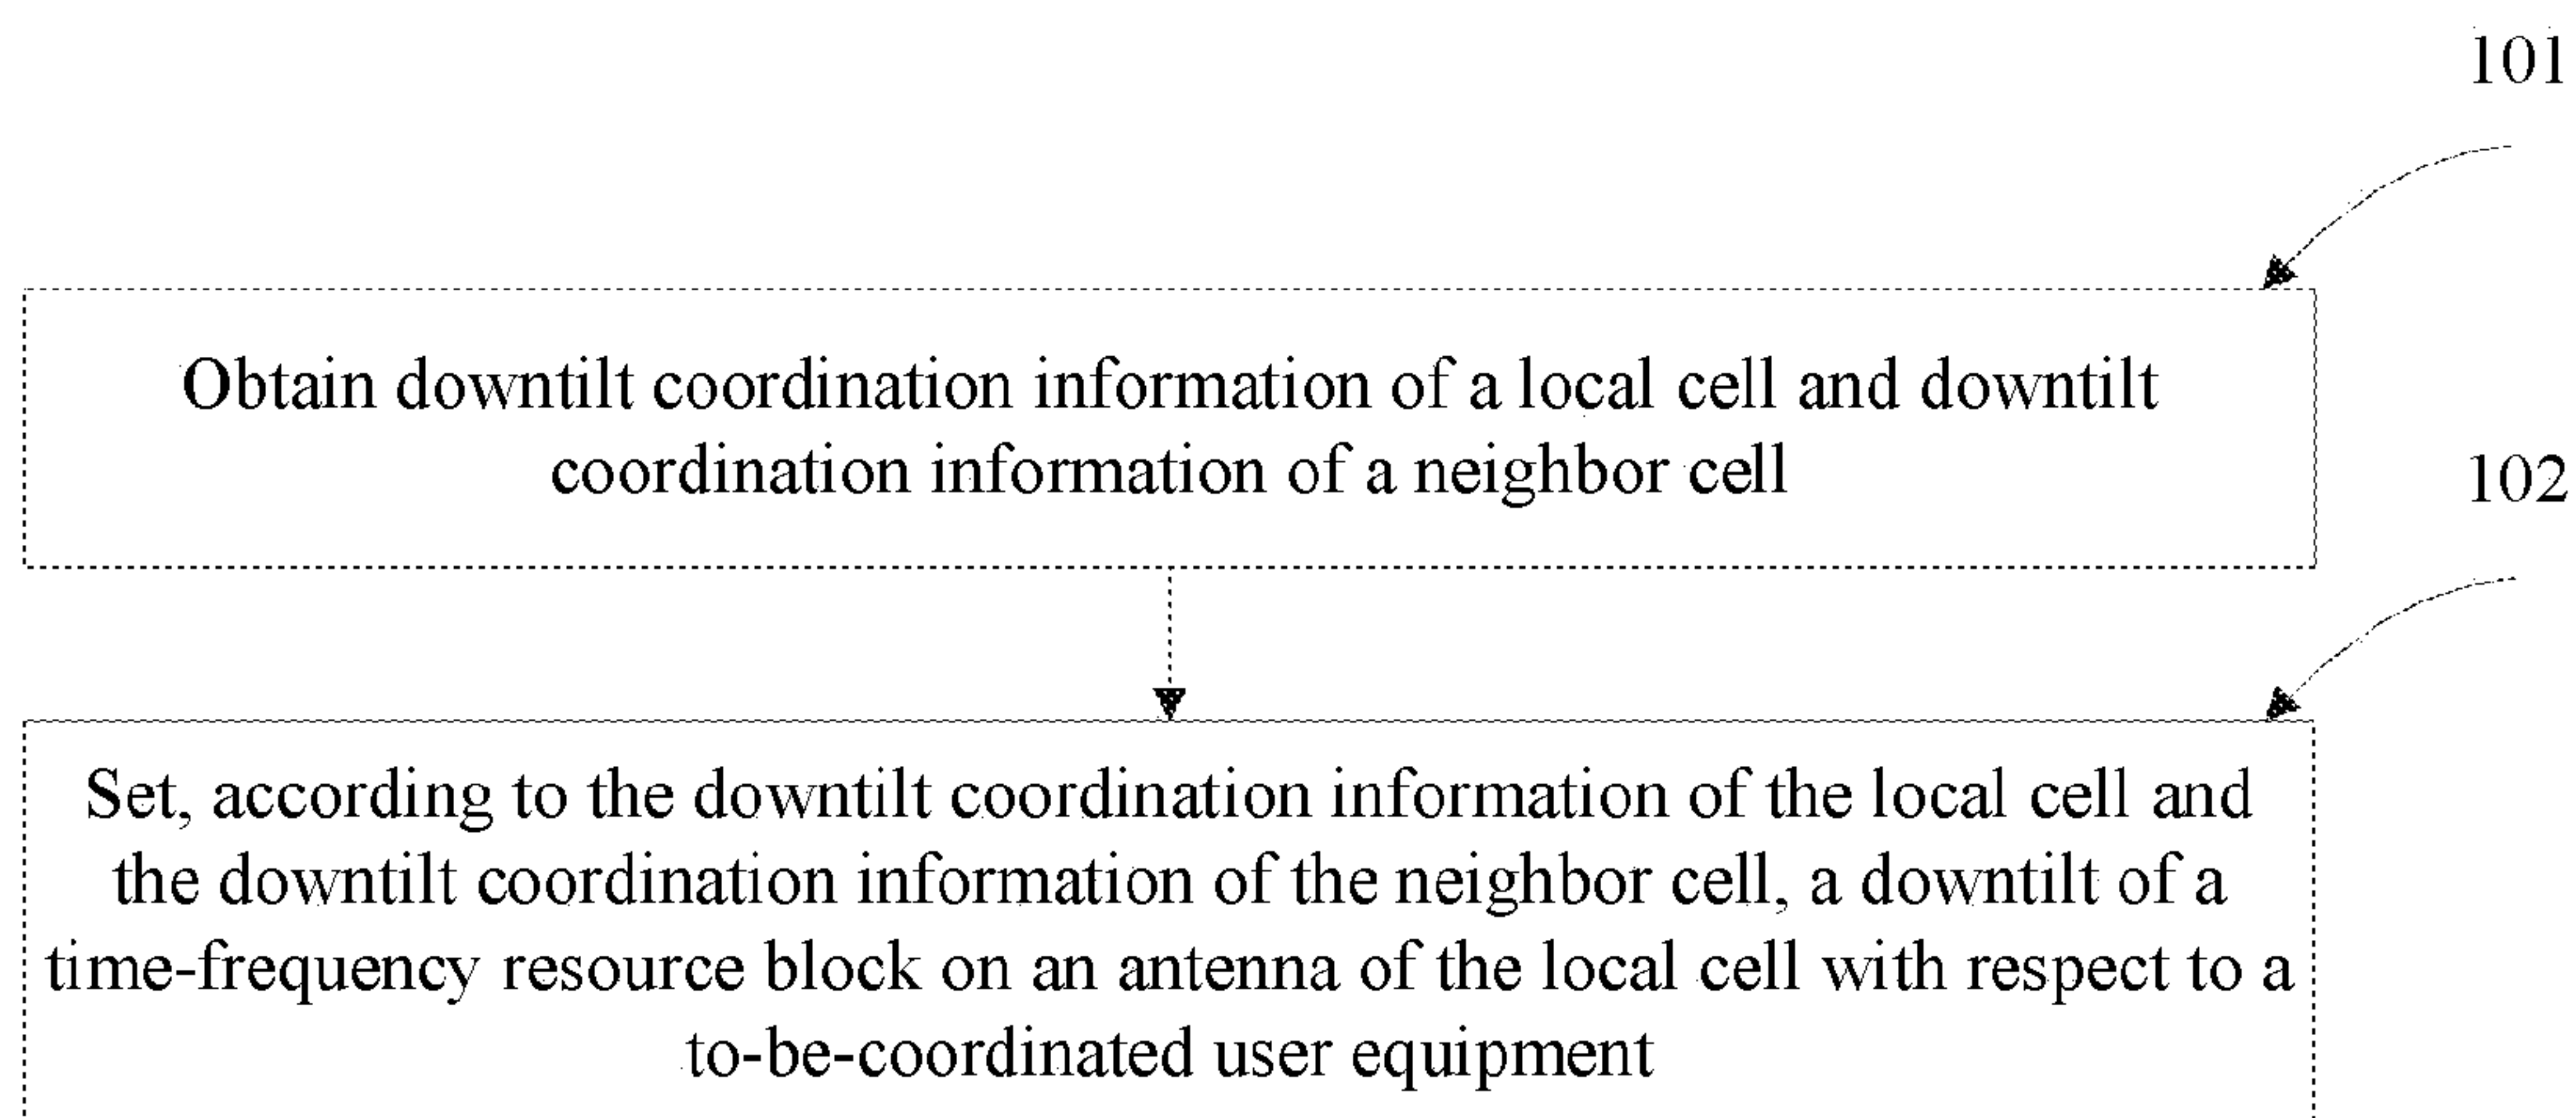 101
Obtain downtilt coordination information of a local cell and downtilt
coordination information of a neighbor cell
102
Set, according to the downtilt coordination information of the local cell and
the downtilt coordination information of the neighbor cell, a downtilt of a
time-frequency resource block on an antenna of the local cell with respect to a
to-be-coordinated user equipment